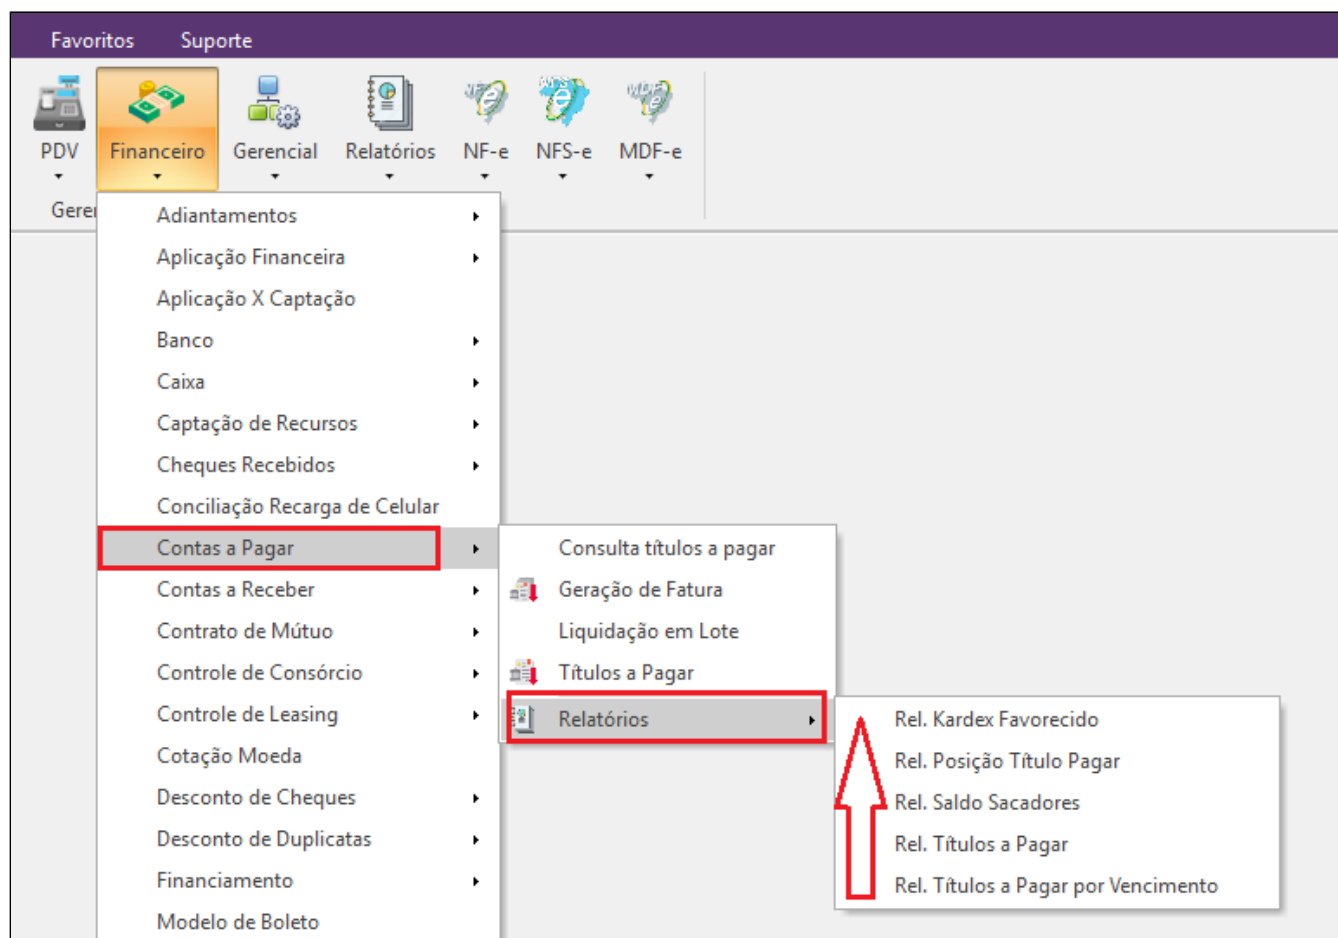 Favoritos Suporte
PDV Financeiro Gerencial Relatórios NF-e NFS-e MDF-e
Adiantamentos
Aplicação Financeira
Aplicação X Captação
Banco
Caixa
Captação de Recursos
Cheques Recebidos
Conciliação Recarga de Celular
Contas a Pagar
Contas a Receber
Contrato de Mútuo
Controle de Consórcio
Controle de Leasing
Cotação Moeda
Desconto de Cheques
Desconto de Duplicatas
Financiamento
Modelo de Boleto
Consulta títulos a pagar
Geração de Fatura
Liquidação em Lote
Títulos a Pagar
Relatórios
Rel. Kardex Favorecido
Rel. Posição Título Pagar
Rel. Saldo Sacadores
Rel. Títulos a Pagar
Rel. Títulos a Pagar por Vencimento